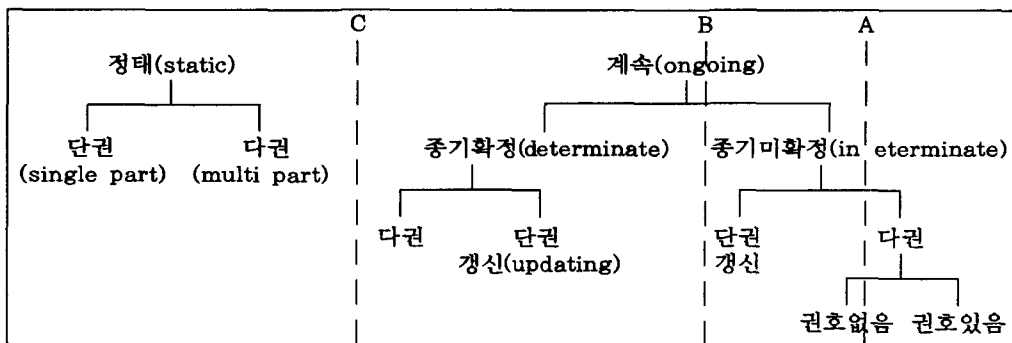 C B A
정태(static) 계속(ongoing)
단권 다권 종기확정(determinate) 종기미확정(in eterminate)
(single part) (multi part)
다권 단권 단권 다권
갱신(updating) 갱신
권호없음 권호있음